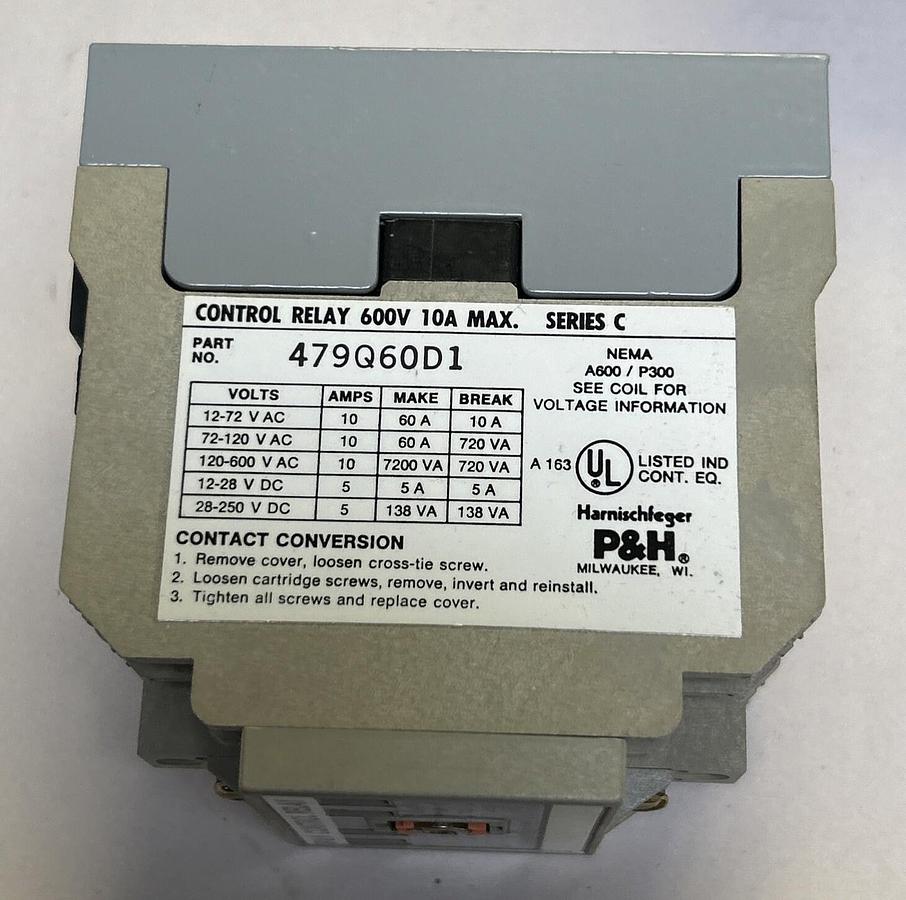 CONTROL RELAY 600V 10A MAX. SERIES C
PART NO. 479Q60D1
NEMA
A600 / P300
SEE COIL FOR
VOLTAGE INFORMATION
VOLTS AMPS MAKE BREAK
12-72 V AC 10 60 A 10 A
72-120 V AC 10 60 A 720 VA
120-600 V AC 10 7200 VA 720 VA
12-28 V DC 5 5 A 5 A
28-250 V DC 5 138 VA 138 VA
A 163 UL® LISTED IND
CONT. EQ.
Harnischfeger
P&H®
MILWAUKEE, WI.
CONTACT CONVERSION
1. Remove cover, loosen cross-tie screw.
2. Loosen cartridge screws, remove, invert and reinstall.
3. Tighten all screws and replace cover.